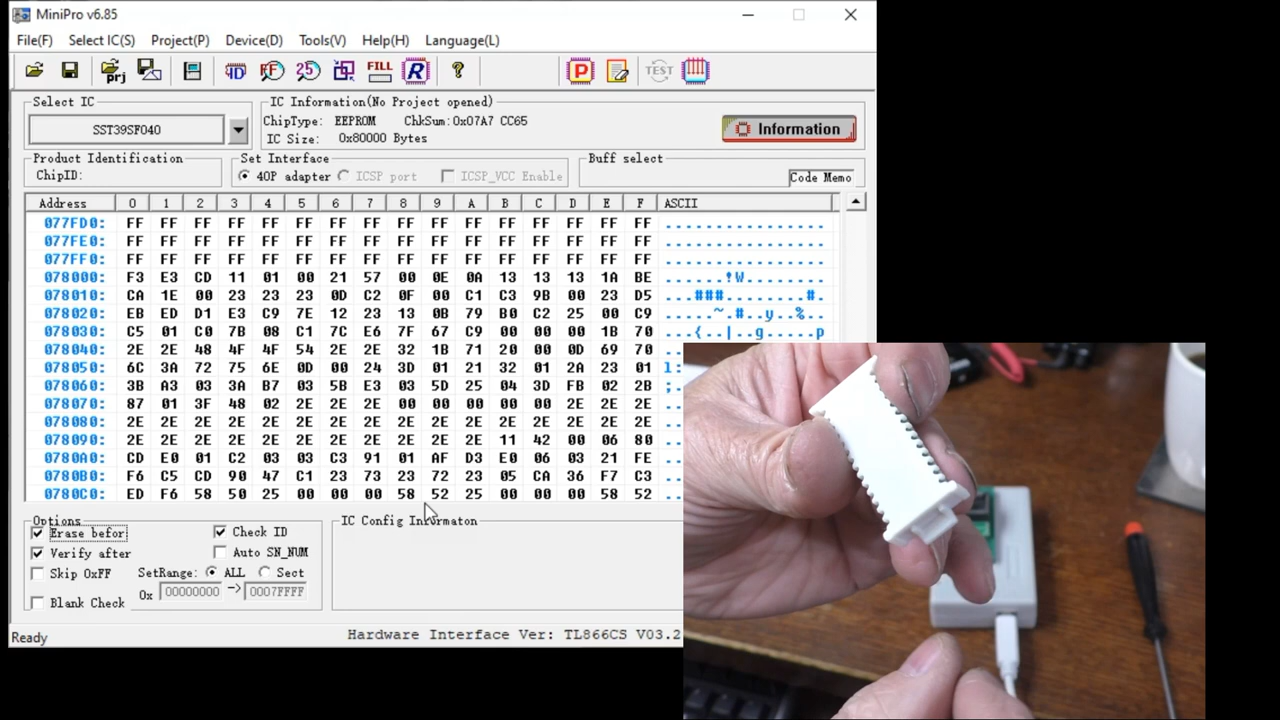 MiniPro v6.85
File(F) Select IC(S) Project(P) Device(D) Tools(V) Help(H) Language(L)
prj ID FF 25 FILL R ? P TEST
Select IC
SST39SF040
IC Information(No Project opened)
ChipType: EEPROM ChkSum:0x07A7 CC65
IC Size: 0x80000 Bytes
Information
Product Identification
ChipID:
Set Interface
40P adapter ICSP port ICSP_VCC Enable
Buff select
Code Memo
Address 0 1 2 3 4 5 6 7 8 9 A B C D E F ASCII
077FD0: FF FF FF FF FF FF FF FF FF FF FF FF FF FF FF FF ................
077FE0: FF FF FF FF FF FF FF FF FF FF FF FF FF FF FF FF ................
077FF0: FF FF FF FF FF FF FF FF FF FF FF FF FF FF FF FF ................
078000: F3 E3 CD 11 01 00 21 57 00 0E 0A 13 13 13 1A BE ......!W........
078010: CA 1E 00 23 23 23 0D C2 0F 00 C1 C3 9B 00 23 D5 ...###........#.
078020: EB ED D1 E3 C9 7E 12 23 13 0B 79 B0 C2 25 00 C9 .....~.#..y..%..
078030: C5 01 C0 7B 08 C1 7C E6 7F 67 C9 00 00 00 1B 70 ...{..|..g.....p
078040: 2E 2E 48 4F 4F 54 2E 2E 32 1B 71 20 00 0D 69 70 ..
078050: 6C 3A 72 75 6E 0D 00 24 3D 01 21 32 01 2A 23 01 l:
078060: 3B A3 03 3A B7 03 5B E3 03 5D 25 04 3D FB 02 2B ;.
078070: 87 01 3F 48 02 2E 2E 2E 00 00 00 00 00 2E 2E 2E ..
078080: 2E 2E 2E 2E 2E 2E 2E 2E 2E 2E 2E 2E 2E 2E 2E 2E ..
078090: 2E 2E 2E 2E 2E 2E 2E 2E 2E 2E 2E 11 42 00 06 80 ..
0780A0: CD E0 01 C2 03 03 C3 91 01 AF D3 E0 06 03 21 FE ..
0780B0: F6 C5 CD 90 47 C1 23 73 23 72 23 05 CA 36 F7 C3 ..
0780C0: ED F6 58 50 25 00 00 00 58 52 25 00 00 00 58 52 ..
Options
Erase befor Check ID
Verify after Auto SN_NUM
Skip 0xFF SetRange: ALL Sect
Blank Check 0x 00000000 -> 0007FFFF
IC Config Informaton
Ready Hardware Interface Ver: TL866CS V03.2